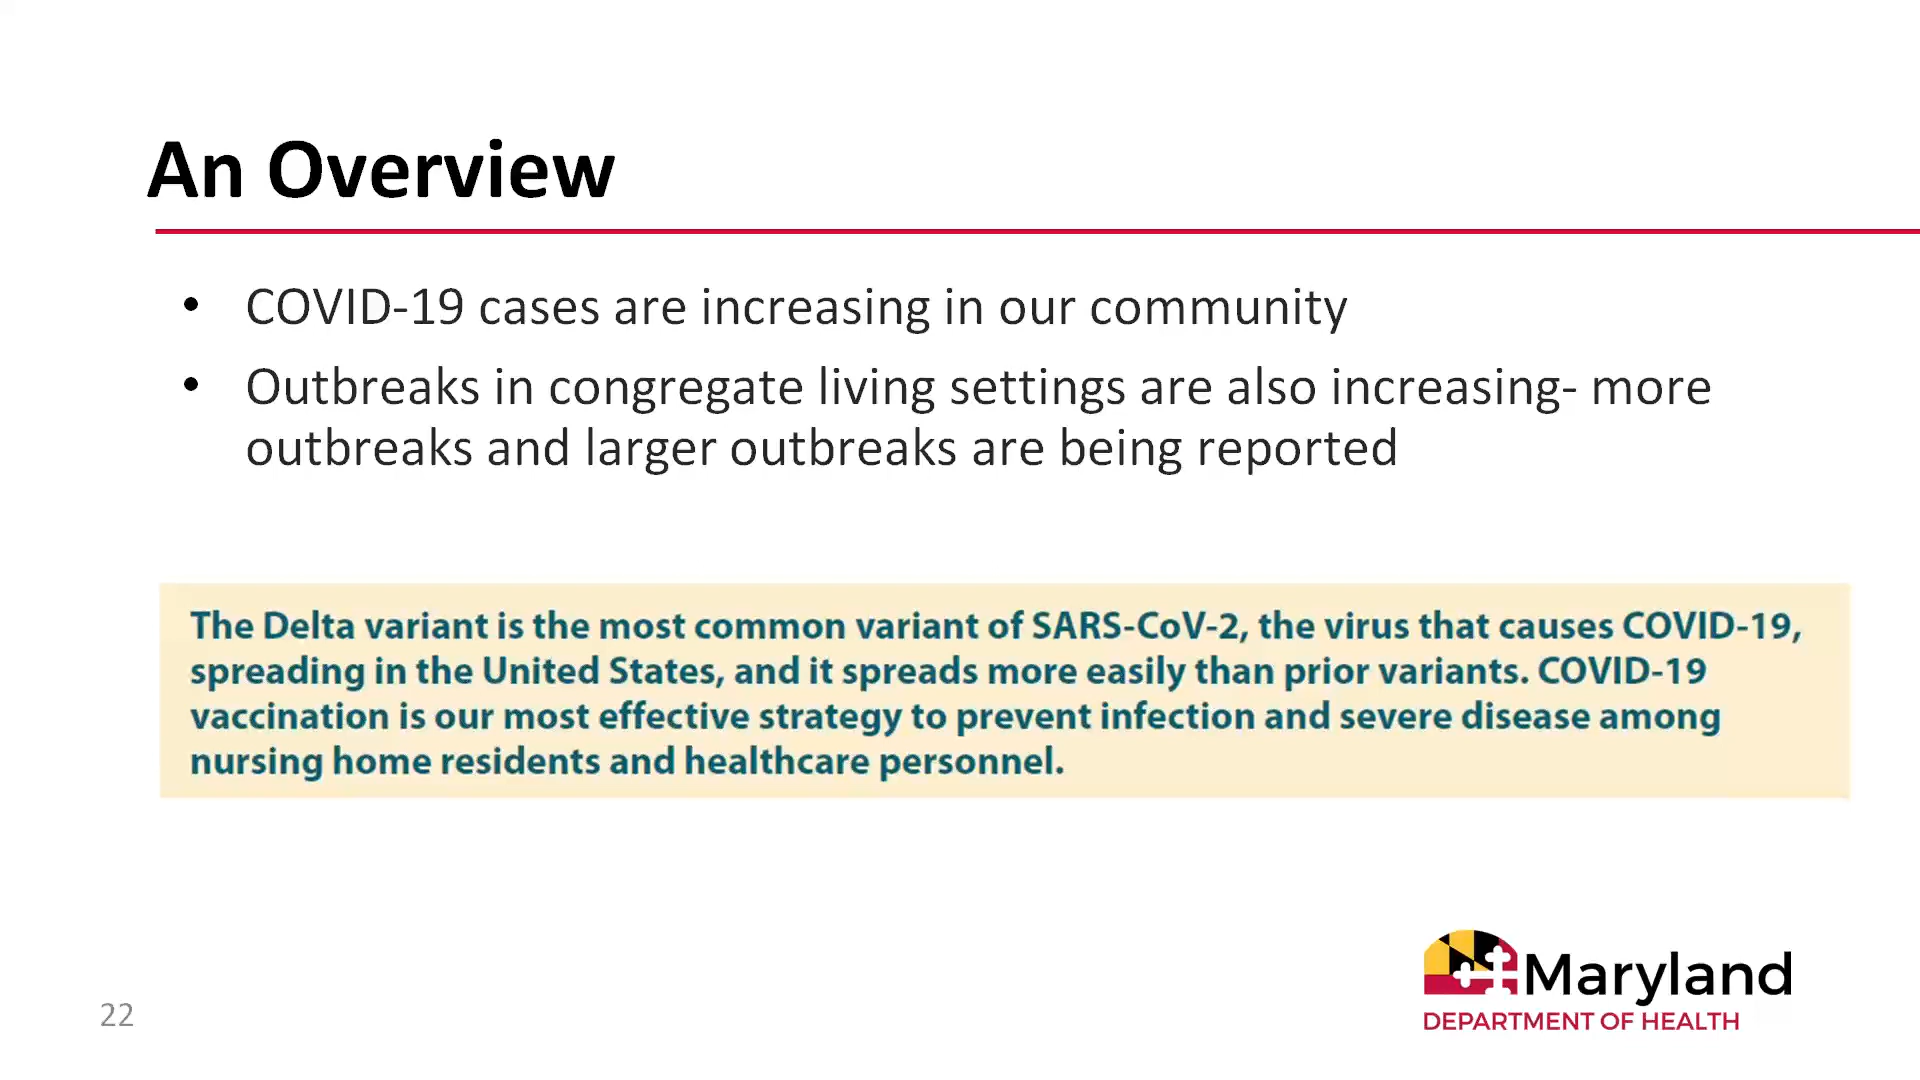 An Overview
• COVID-19 cases are increasing in our community
• Outbreaks in congregate living settings are also increasing- more
outbreaks and larger outbreaks are being reported
The Delta variant is the most common variant of SARS-CoV-2, the virus that causes COVID-19,
spreading in the United States, and it spreads more easily than prior variants. COVID-19
vaccination is our most effective strategy to prevent infection and severe disease among
nursing home residents and healthcare personnel.
22
Maryland
DEPARTMENT OF HEALTH